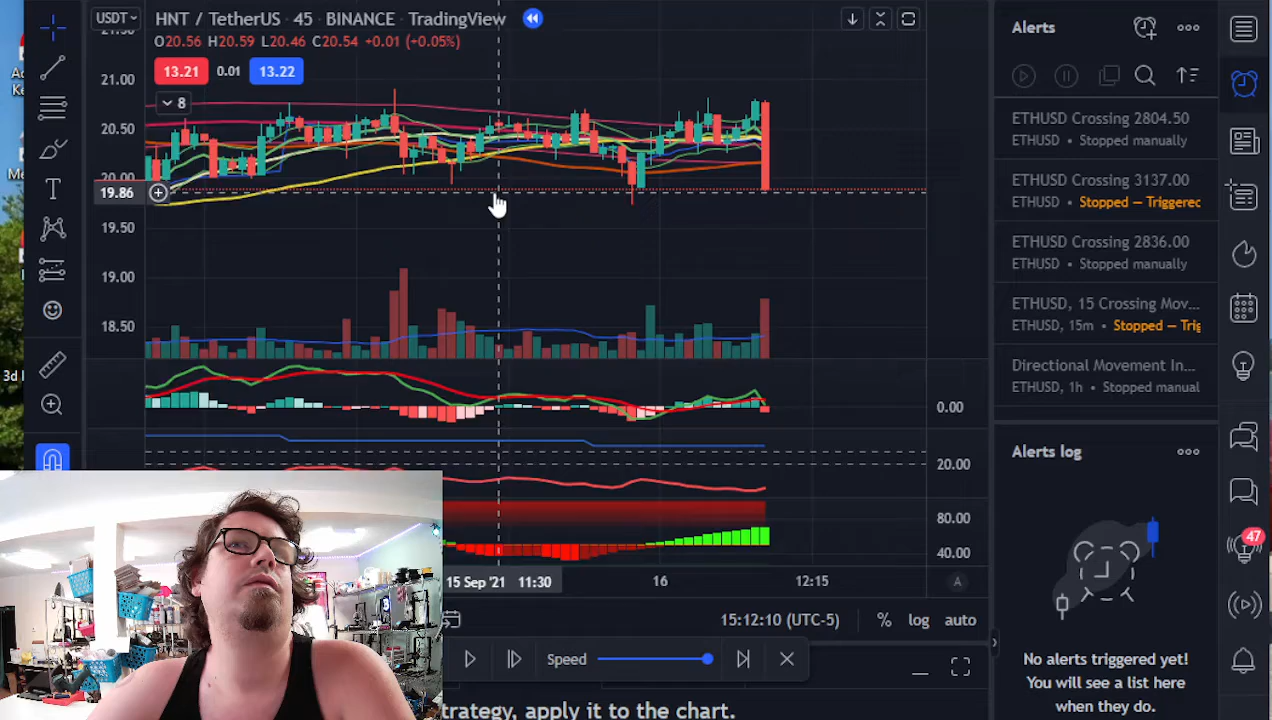 USDT
HNT / TetherUS · 45 · BINANCE · TradingView
O20.56 H20.59 L20.46 C20.54 +0.01 (+0.05%)
13.21 0.01 13.22
8
21.00
20.50
20.00
19.86
19.50
19.00
18.50
0.00
20.00
80.00
40.00
15 Sep '21 11:30
16
12:15
A
15:12:10 (UTC-5)
%
log
auto
Speed
trategy, apply it to the chart.
Alerts
ETHUSD Crossing 2804.50
ETHUSD • Stopped manually
ETHUSD Crossing 3137.00
ETHUSD • Stopped — Triggered
ETHUSD Crossing 2836.00
ETHUSD • Stopped manually
ETHUSD, 15 Crossing Mov...
ETHUSD, 15m • Stopped — Trig
Directional Movement In...
ETHUSD, 1h • Stopped manual
Alerts log
No alerts triggered yet!
You will see a list here
when they do.
47
3d